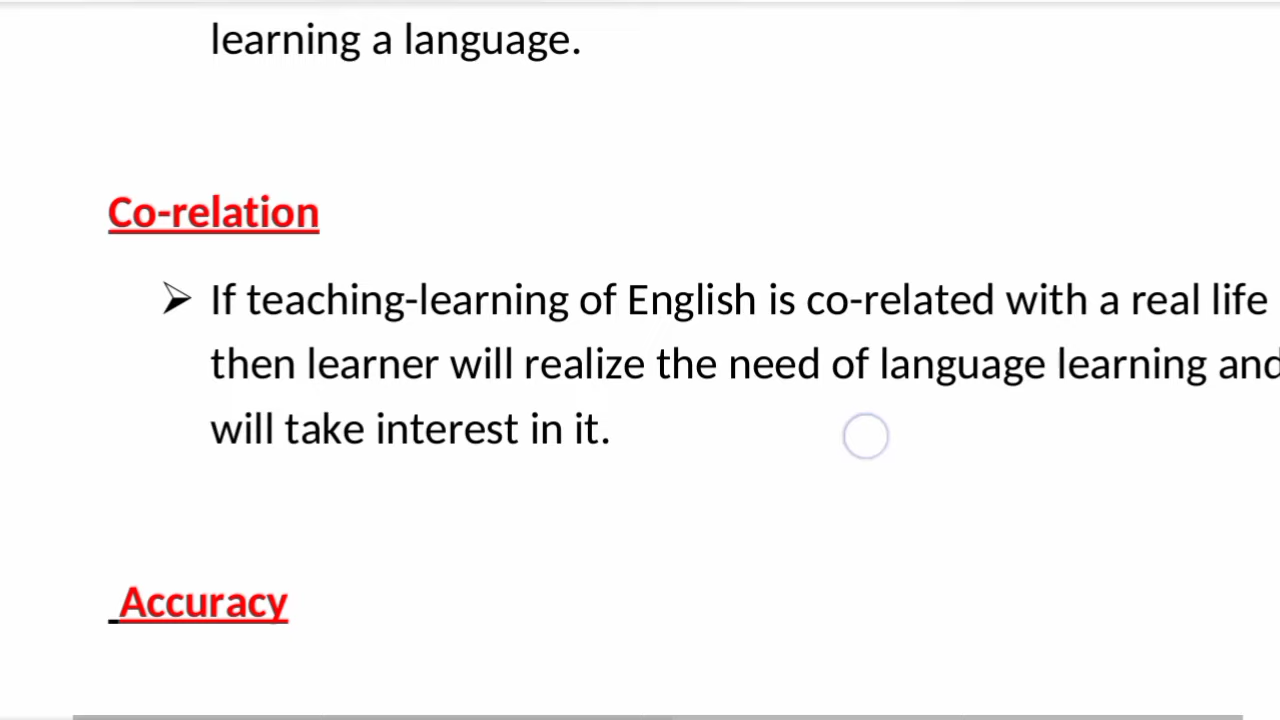 learning a language.
Co-relation
➢ If teaching-learning of English is co-related with a real life
then learner will realize the need of language learning and
will take interest in it.
Accuracy